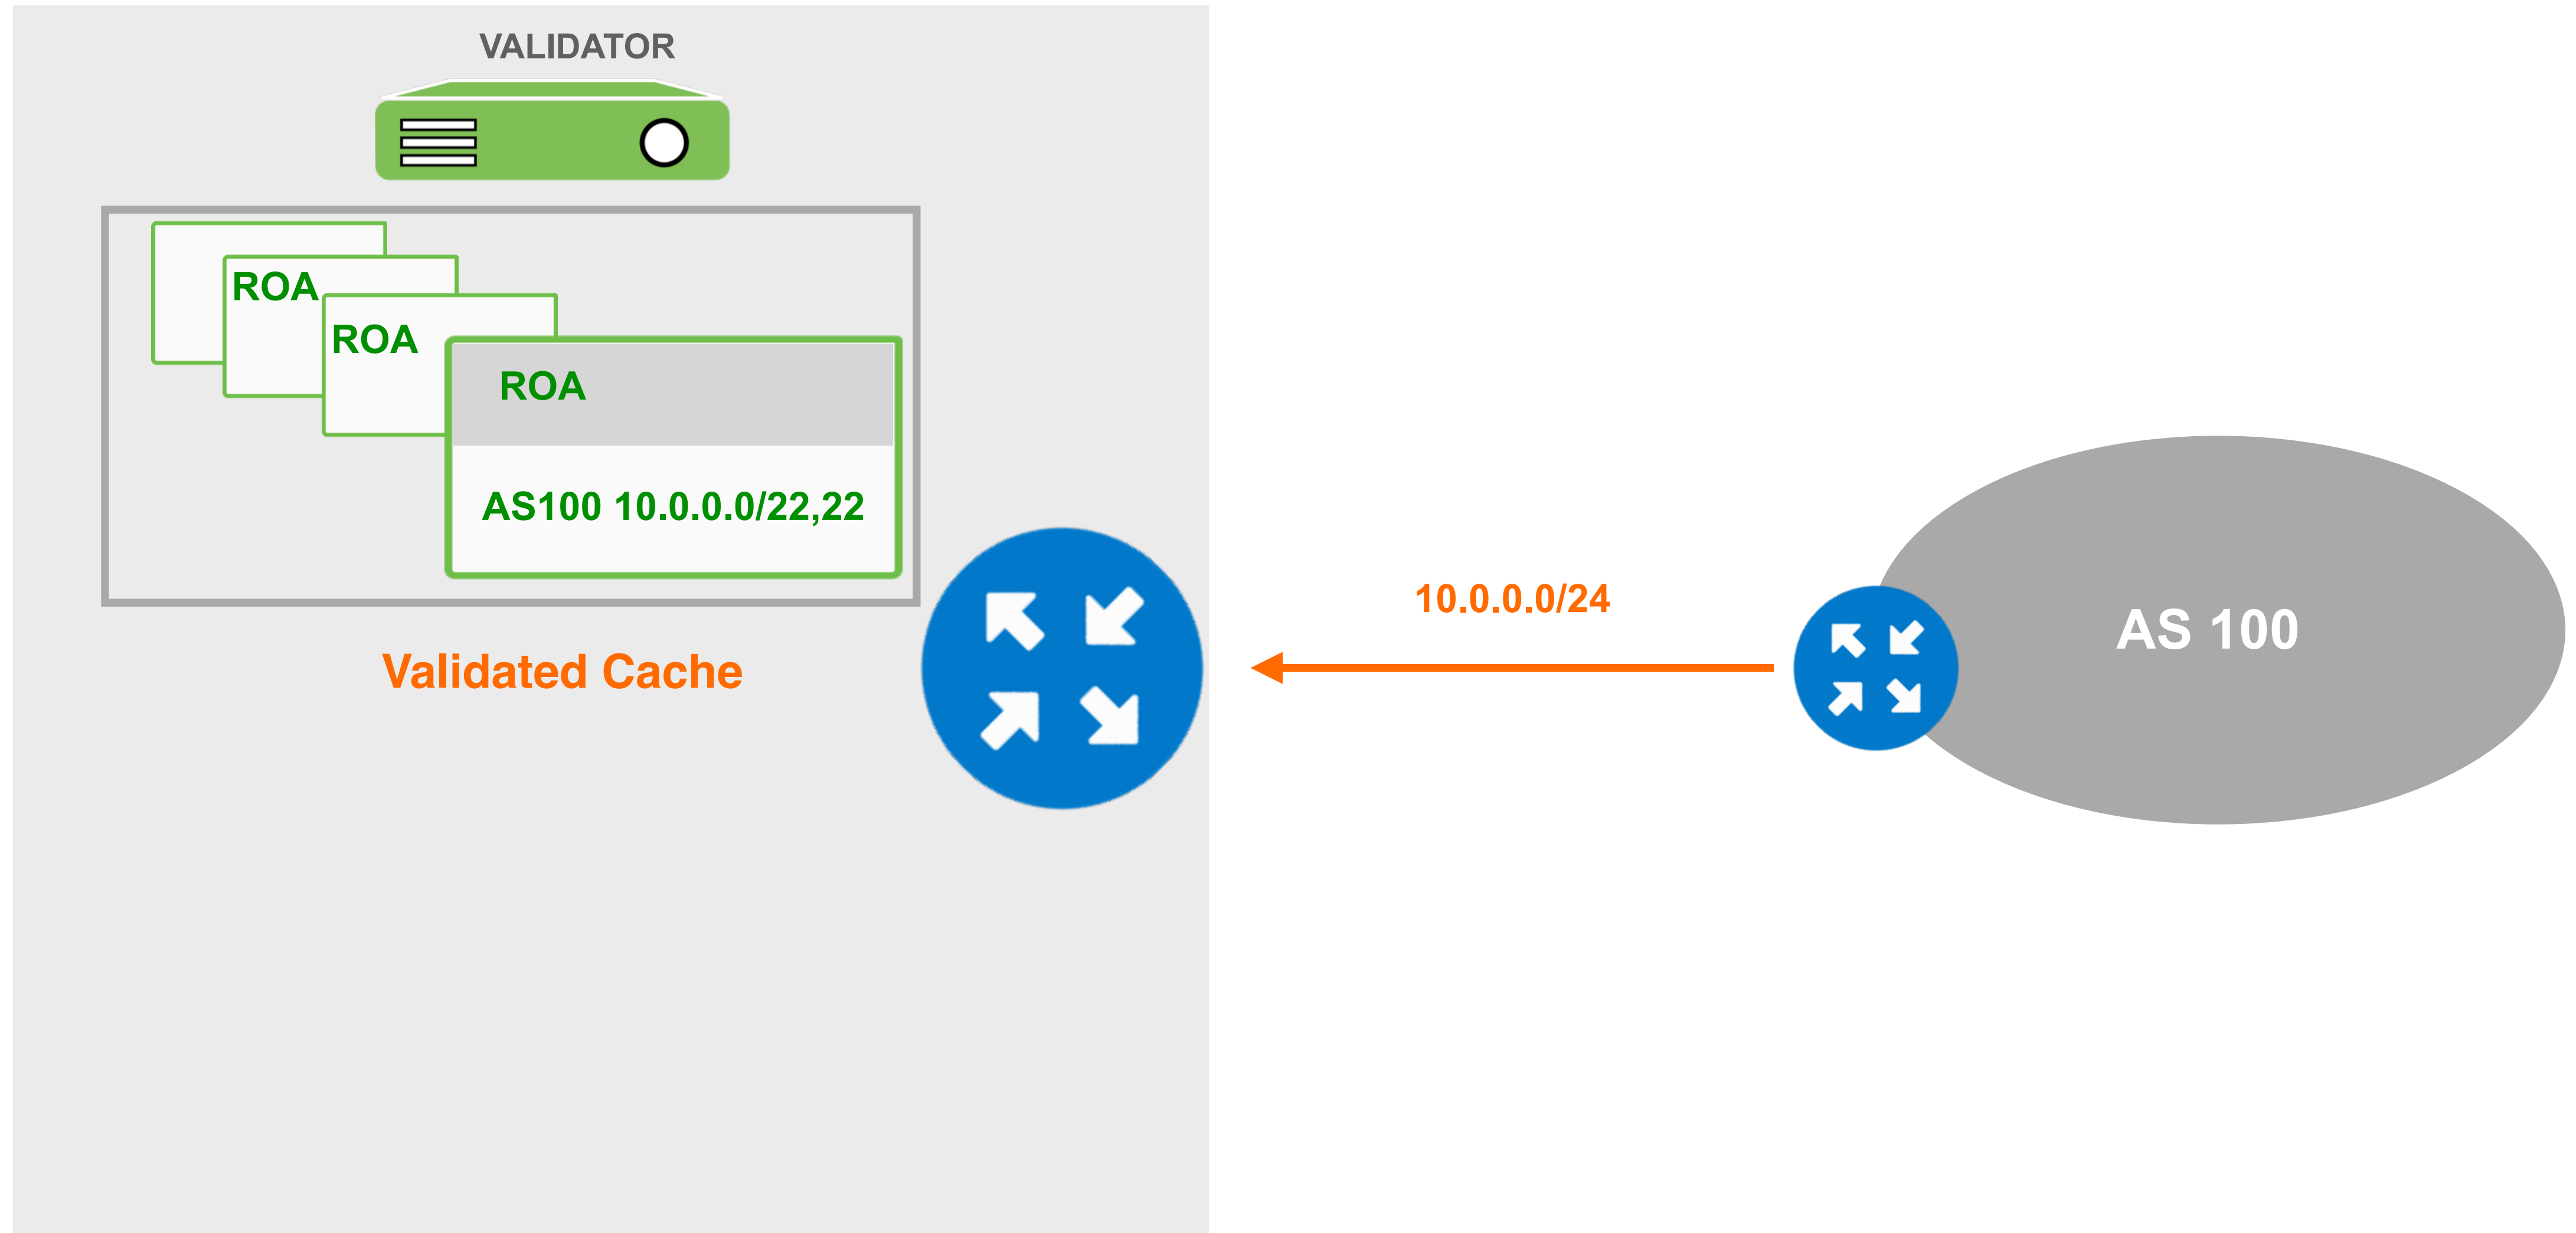 VALIDATOR
ROA
ROA
ROA
AS100 10.0.0.0/22,22
Validated Cache
10.0.0.0/24
AS 100